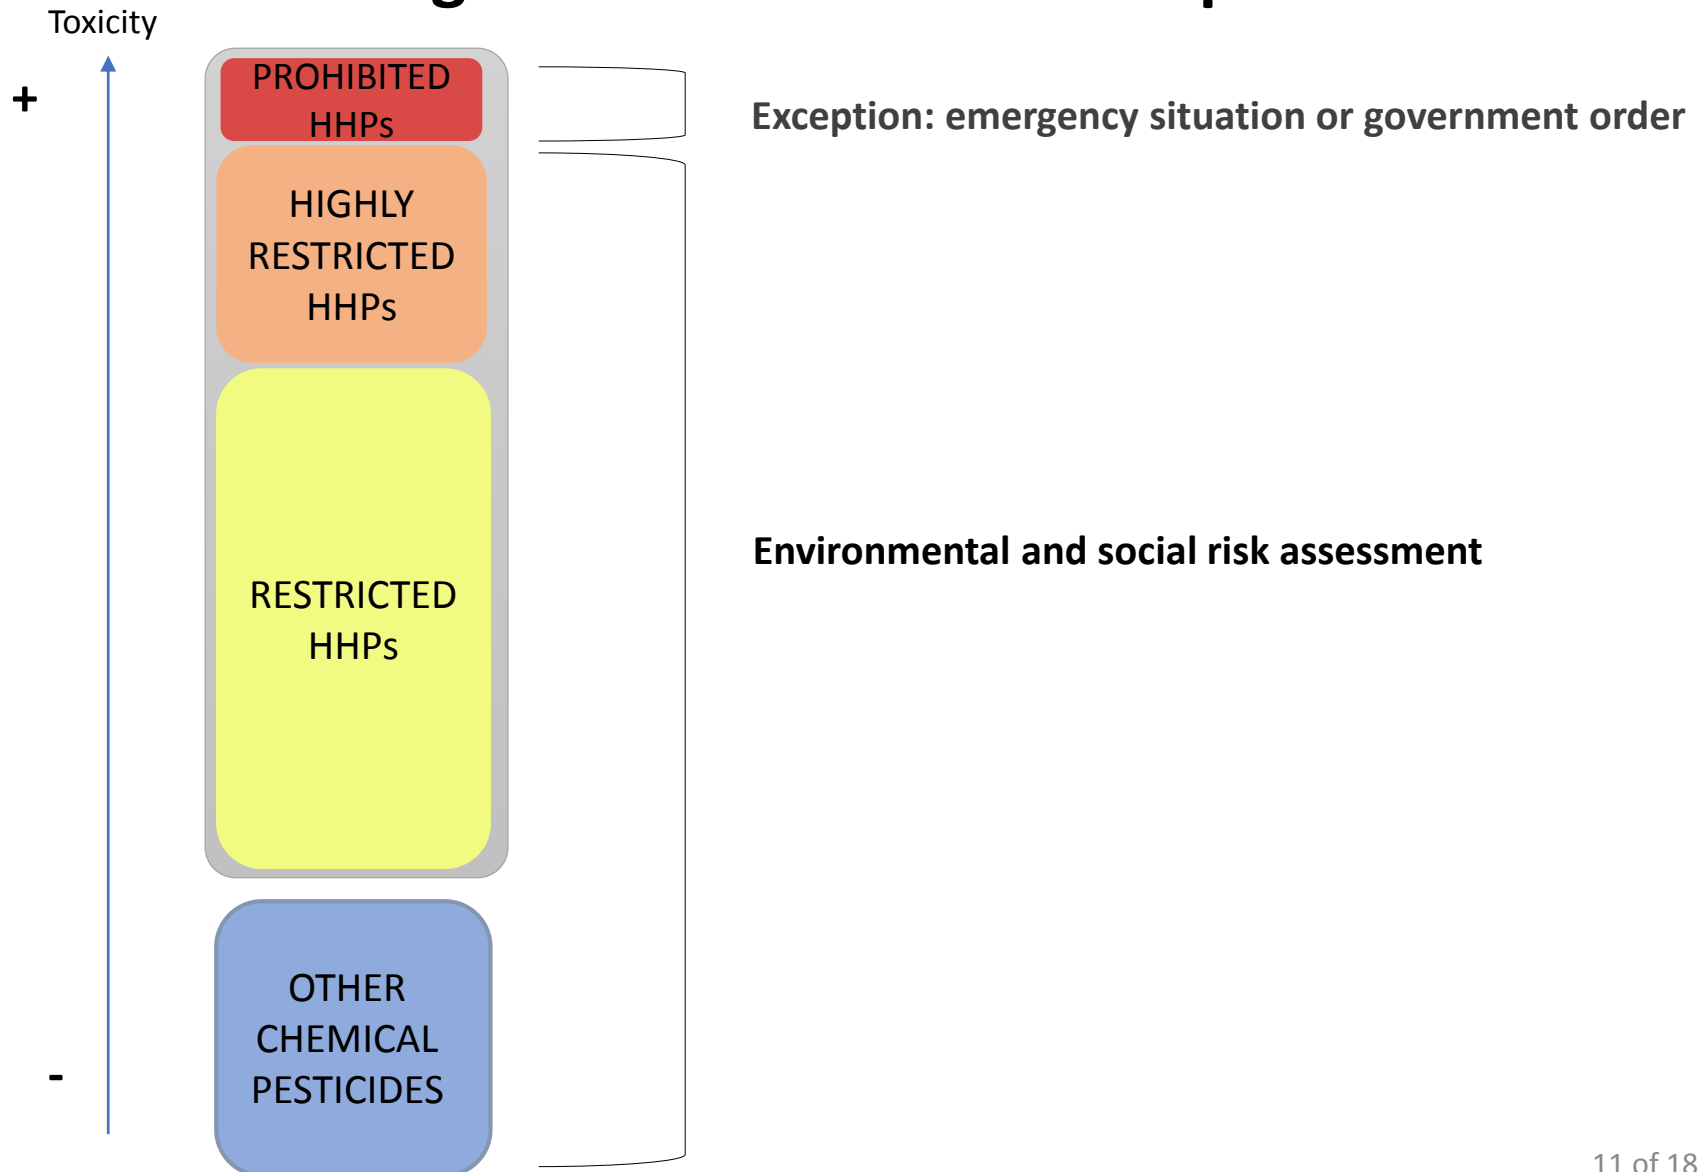 Toxicity
+
PROHIBITED
HHPs
Exception: emergency situation or government order
HIGHLY
RESTRICTED
HHPs
Environmental and social risk assessment
RESTRICTED
HHPs
OTHER
CHEMICAL
PESTICIDES
-
11 of 18